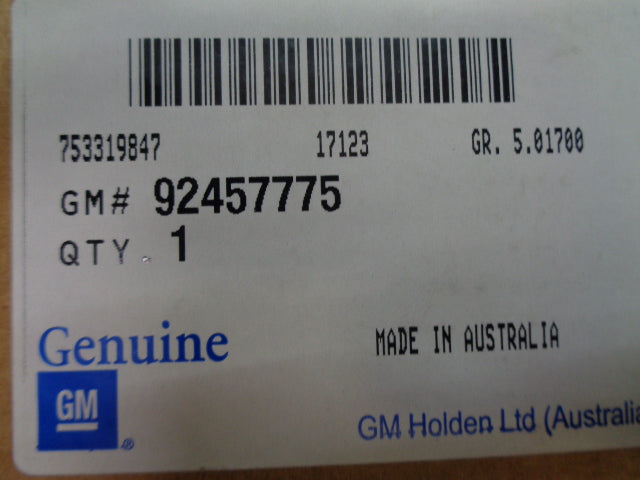 753319847 17123 GR. 5.01700
GM# 92457775
QTY. 1
Genuine
MADE IN AUSTRALIA
GM ®
GM Holden Ltd (Australia